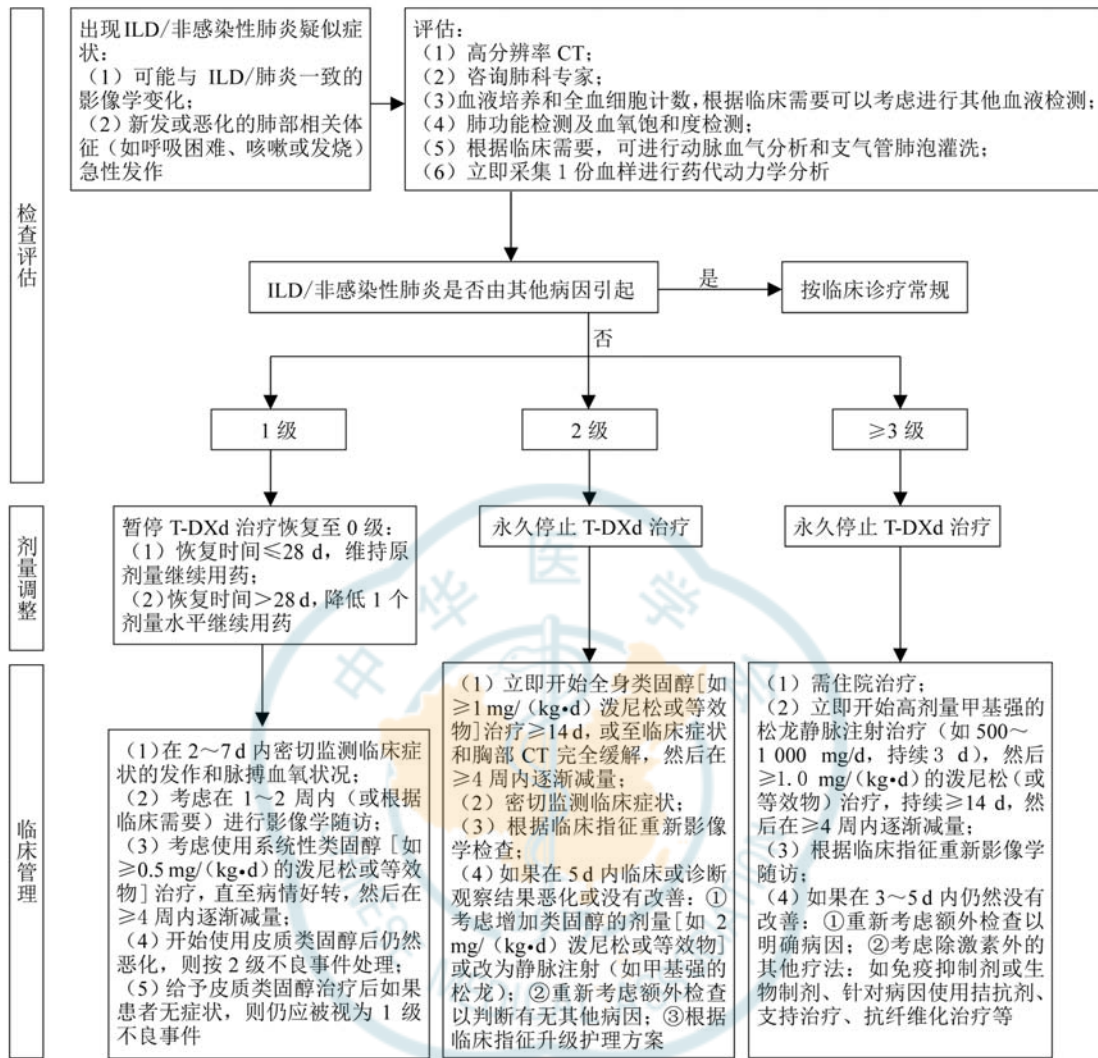 出现ILD/非感染性肺炎疑似症
状:
（1）可能与 ILD/肺炎一致的
影像学变化;
（2）新发或恶化的肺部相关体
征（如呼吸困难、咳嗽或发烧）
急性发作
评估:
（1）高分辨率 CT;
（2）咨询肺科专家;
（3）血液培养和全血细胞计数,根据临床需要可以考虑进行其他血液检测;
（4）肺功能检测及血氧饱和度检测;
（5）根据临床需要，可进行动脉血气分析和支气管肺泡灌洗;
（6）立即采集 1 份血样进行药代动力学分析
检查评估
ILD/非感染性肺炎是否由其他病因引起
是
按临床诊疗常规
否
1 级
2 级
≥3 级
剂量调整
暂停 T-DXd 治疗恢复至 0 级:
（1）恢复时间≤28 d，维持原
剂量继续用药;
（2）恢复时间＞28 d,降低 1 个
剂量水平继续用药
永久停止 T-DXd 治疗
永久停止 T-DXd 治疗
临床管理
（1）在 2～7 d 内密切监测临床症
状的发作和脉搏血氧状况;
（2）考虑在 1～2 周内（或根据
临床需要）进行影像学随访;
（3）考虑使用系统性类固醇［如
≥0.5 mg/（kg•d）的泼尼松或等效
物］治疗，直至病情好转，然后在
≥4 周内逐渐减量;
（4）开始使用皮质类固醇后仍然
恶化，则按 2 级不良事件处理;
（5）给予皮质类固醇治疗后如果
患者无症状，则仍应被视为 1 级
不良事件
（1）立即开始全身类固醇[如
≥1 mg/（kg•d）泼尼松或等效
物]治疗≥14 d，或至临床症状
和胸部 CT 完全缓解，然后在
≥4 周内逐渐减量;
（2）密切监测临床症状;
（3）根据临床指征重新影像
学检查;
（4）如果在 5 d 内临床或诊断
观察结果恶化或没有改善: ①
考虑增加类固醇的剂量[如 2
mg/（kg•d）泼尼松或等效物]
或改为静脉注射（如甲基强的
松龙）; ②重新考虑额外检查
以判断有无其他病因; ③根据
临床指征升级护理方案
（1）需住院治疗;
（2）立即开始高剂量甲基强的
松龙静脉注射治疗（如 500～
1 000 mg/d，持续 3 d），然后
≥1.0 mg/（kg•d）的泼尼松（或
等效物）治疗，持续≥14 d，然
后在≥4 周内逐渐减量;
（3）根据临床指征重新影像学
随访;
（4）如果在 3～5 d 内仍然没有
改善: ①重新考虑额外检查以
明确病因; ②考虑除激素外的
其他疗法: 如免疫抑制剂或生
物制剂、针对病因使用拮抗剂、
支持治疗、抗纤维化治疗等
中华医学会